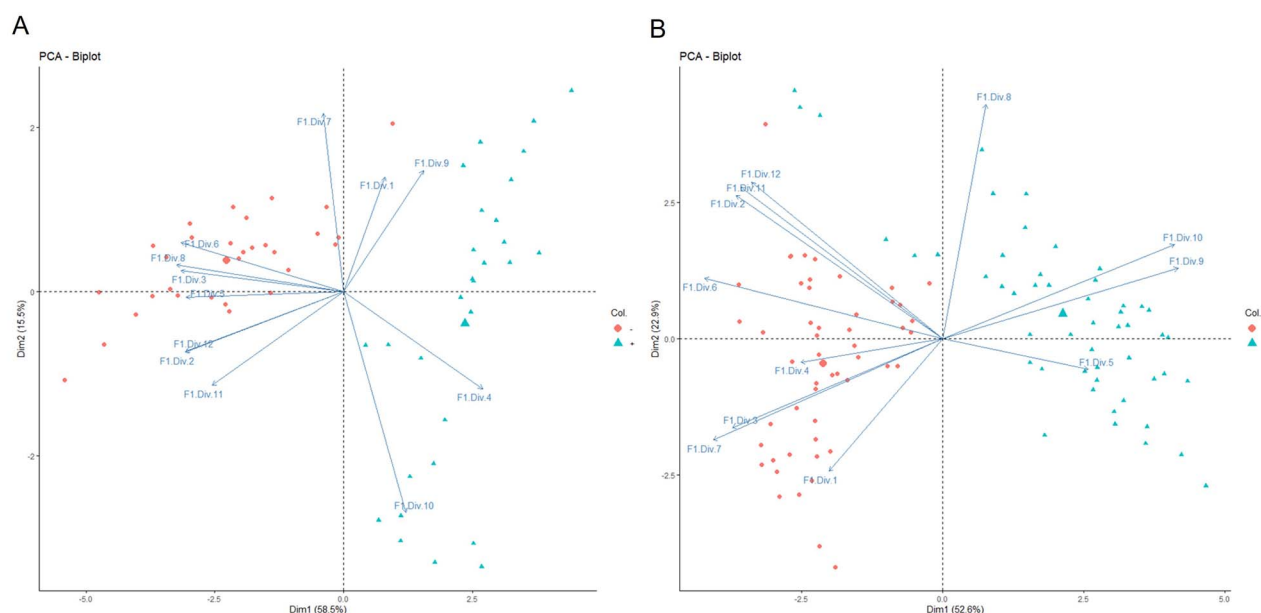 A
PCA - Biplot
F1.Div.7
F1.Div.9
F1.Div.1
F1.Div.6
F1.Div.8
F1.Div.3
F1.Div.5
F1.Div.12
F1.Div.2
F1.Div.11
F1.Div.4
F1.Div.10
2
0
-2
Dim2 (15.5%)
-5.0
-2.5
0.0
2.5
Dim1 (58.5%)
Col.
-
+
B
PCA - Biplot
F1.Div.8
F1.Div.12
F1.Div.11
F1.Div.2
F1.Div.10
F1.Div.9
F1.Div.6
F1.Div.5
F1.Div.4
F1.Div.3
F1.Div.7
F1.Div.1
2.5
0.0
-2.5
Dim2 (22.9%)
-2.5
0.0
2.5
5.0
Dim1 (52.6%)
Col.